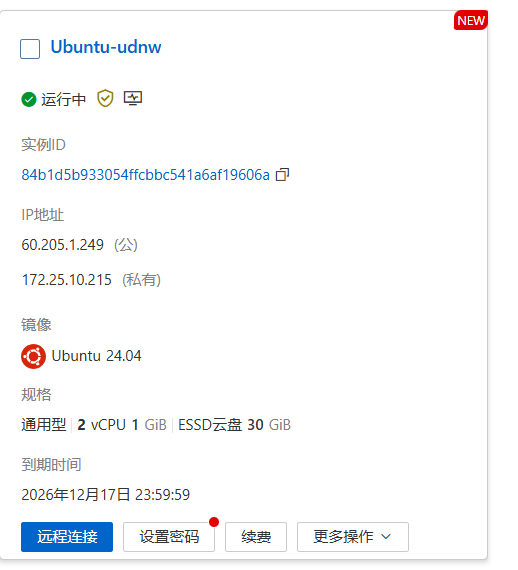 NEW
Ubuntu-udnw
运行中
实例ID
84b1d5b933054ffcbbc541a6af19606a
IP地址
60.205.1.249 (公)
172.25.10.215 (私有)
镜像
Ubuntu 24.04
规格
通用型 2 vCPU 1 GiB ESSD云盘 30 GiB
到期时间
2026年12月17日 23:59:59
远程连接 设置密码 续费 更多操作